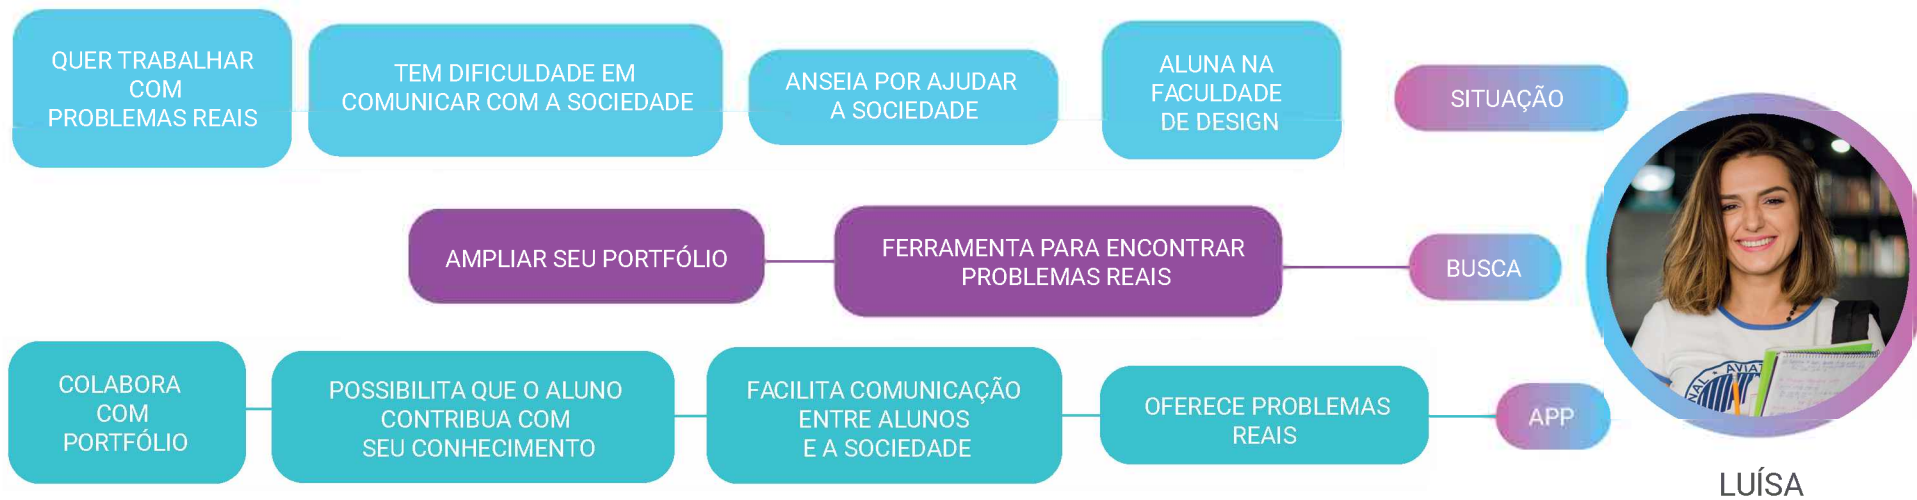 QUER TRABALHAR
COM
PROBLEMAS REAIS
TEM DIFICULDADE EM
COMUNICAR COM A SOCIEDADE
ANSEIA POR AJUDAR
A SOCIEDADE
ALUNA NA
FACULDADE
DE DESIGN
SITUAÇÃO
AMPLIAR SEU PORTFÓLIO
FERRAMENTA PARA ENCONTRAR
PROBLEMAS REAIS
BUSCA
COLABORA
COM
PORTFÓLIO
POSSIBILITA QUE O ALUNO
CONTRIBUA COM
SEU CONHECIMENTO
FACILITA COMUNICAÇÃO
ENTRE ALUNOS
E A SOCIEDADE
OFERECE PROBLEMAS
REAIS
APP
LUÍSA